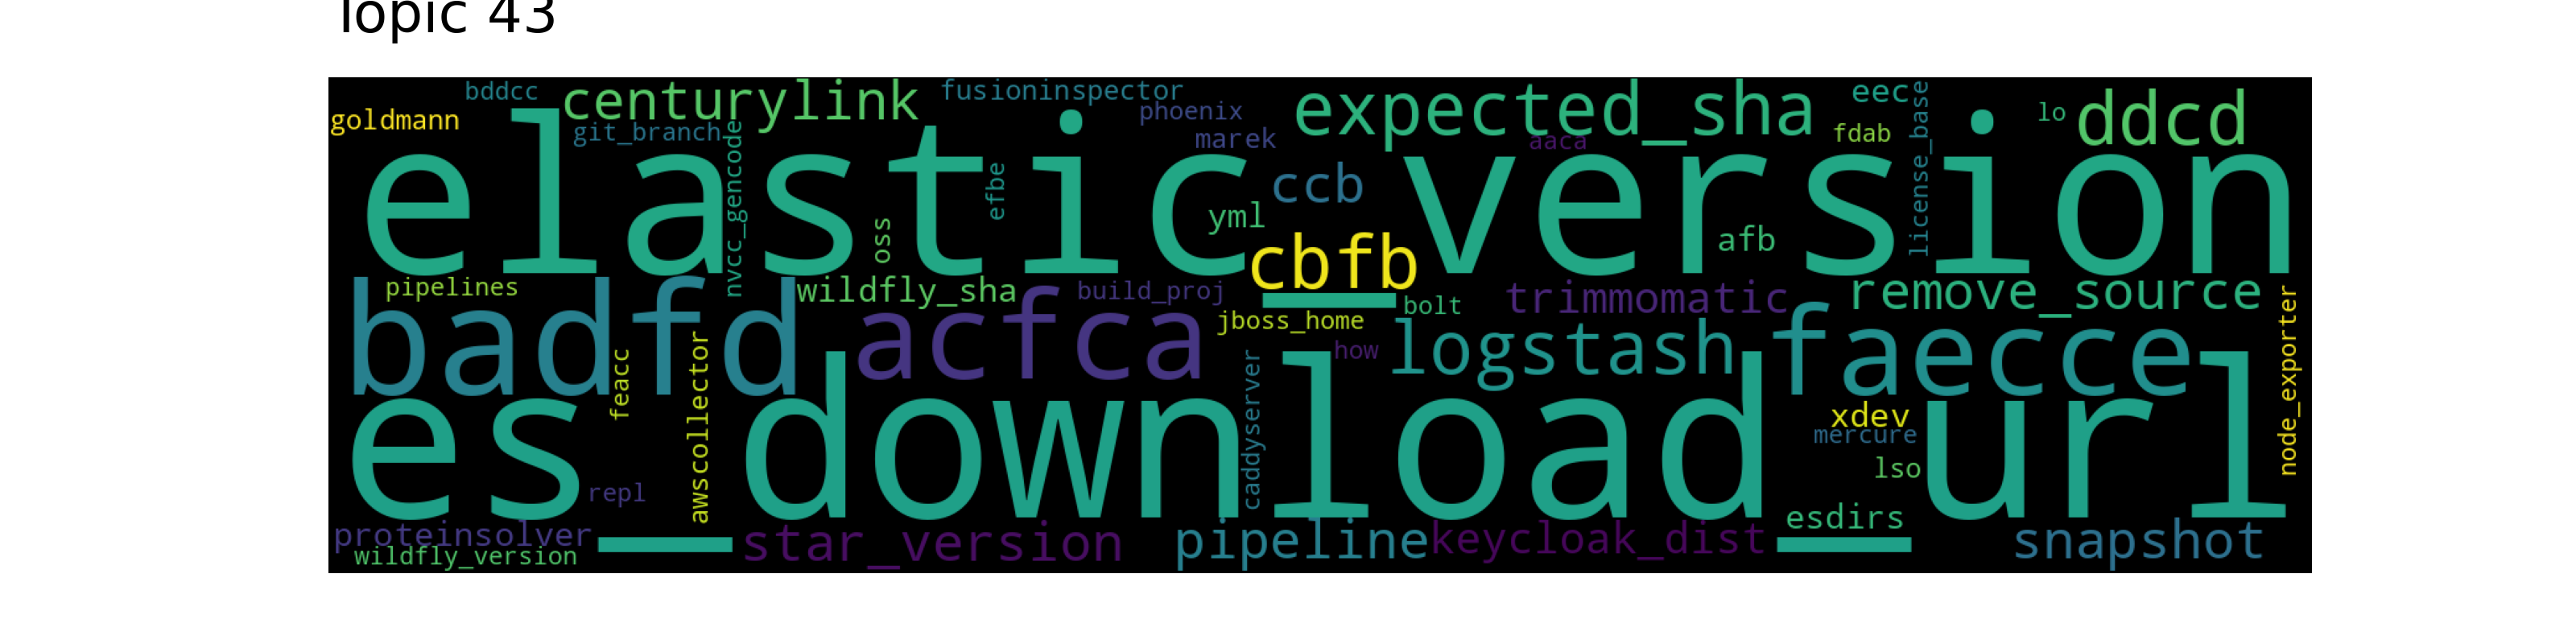 Topic 43
bddcc
centurylink
fusioninspector
phoenix
expected_sha
eec
license_base
lo
ddcd
goldmann
git_branch
nvcc_gencode
marek
aaca
fdab
elastic_version
efbe
oss
yml
ccb
cbfb
afb
pipelines
wildfly_sha
build_proj
jboss_home
bolt
trimmomatic
remove_source
badfd
acfca
how
logstash
faecce
node_exporter
feacc
awscollector
caddyserver
es_download_url
xdev
mercure
lso
repl
esdirs
proteinsolver
wildfly_version
star_version
pipeline
keycloak_dist
snapshot